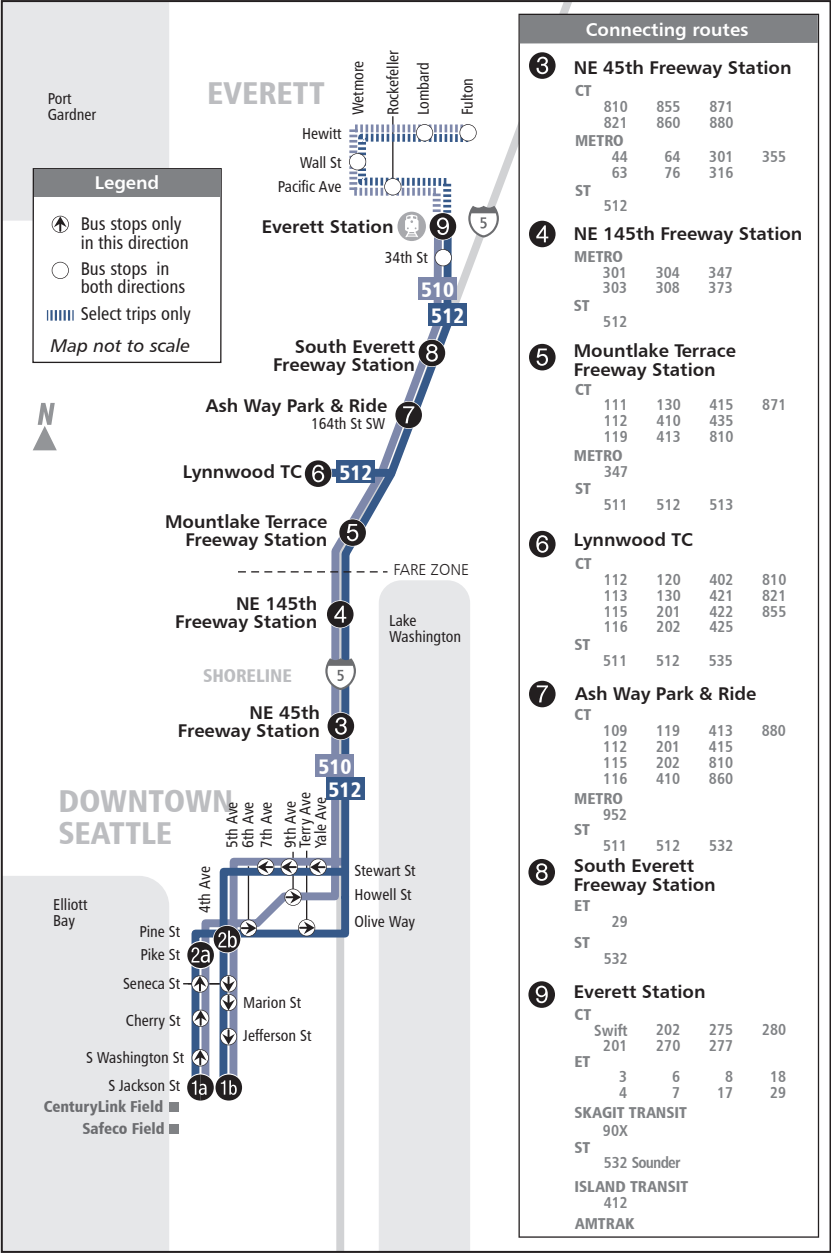 Port
Gardner
EVERETT
Wetmore
Rockefeller
Lombard
Fulton
Hewitt
Wall St
Pacific Ave
Legend
Bus stops only
in this direction
Bus stops in
both directions
Select trips only
Map not to scale
Everett Station
9
5
34th St
510
512
South Everett
Freeway Station
8
Ash Way Park & Ride
164th St SW
7
N
Lynnwood TC
6
512
Mountlake Terrace
Freeway Station
5
FARE ZONE
NE 145th
Freeway Station
4
Lake
Washington
SHORELINE
5
NE 45th
Freeway Station
3
510
512
DOWNTOWN
SEATTLE
4th Ave
5th Ave
6th Ave
7th Ave
9th Ave
Terry Ave
Yale Ave
Stewart St
Howell St
Olive Way
Elliott
Bay
Pine St
2b
Pike St
2a
Seneca St
Marion St
Cherry St
Jefferson St
S Washington St
S Jackson St
1a
1b
CenturyLink Field
Safeco Field
Connecting routes
3 NE 45th Freeway Station
CT
810 855 871
821 860 880
METRO
44 64 301 355
63 76 316
ST
512
4 NE 145th Freeway Station
METRO
301 304 347
303 308 373
ST
512
5 Mountlake Terrace
Freeway Station
CT
111 130 415 871
112 410 435
119 413 810
METRO
347
ST
511 512 513
6 Lynnwood TC
CT
112 120 402 810
113 130 421 821
115 201 422 855
116 202 425
ST
511 512 535
7 Ash Way Park & Ride
CT
109 119 413 880
112 201 415
115 202 810
116 410 860
METRO
952
ST
511 512 532
8 South Everett
Freeway Station
ET
29
ST
532
9 Everett Station
CT
Swift 202 275 280
201 270 277
ET
3 6 8 18
4 7 17 29
SKAGIT TRANSIT
90X
ST
532 Sounder
ISLAND TRANSIT
412
AMTRAK